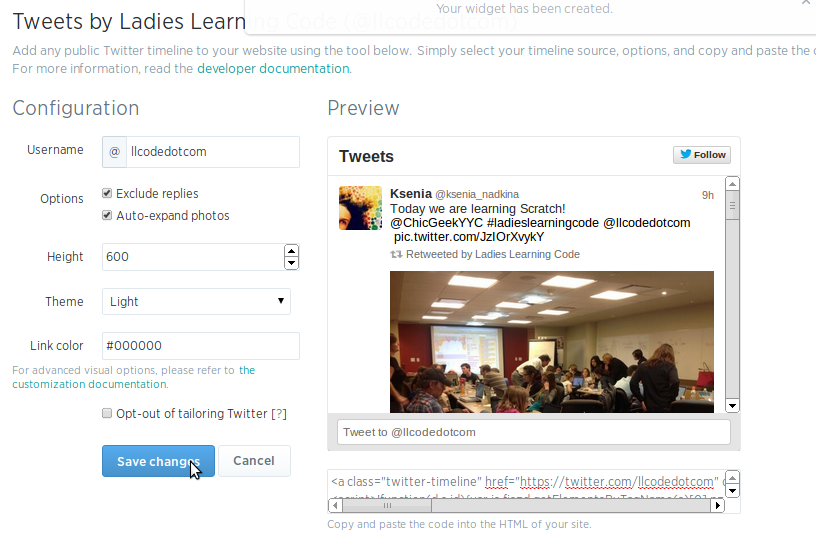 Your widget has been created.
Tweets by Ladies Learning Code (@llcodedotcom)
Add any public Twitter timeline to your website using the tool below. Simply select your timeline source, options, and copy and paste the
For more information, read the developer documentation.
Configuration
Username
@ llcodedotcom
Options
Exclude replies
Auto-expand photos
Height
600
Theme
Light
Link color
#000000
For advanced visual options, please refer to the
customization documentation.
Opt-out of tailoring Twitter [?]
Save changes
Cancel
Preview
Tweets
Follow
Ksenia @ksenia_nadkina
9h
Today we are learning Scratch!
@ChicGeekYYC #ladieslearningcode @llcodedotcom
pic.twitter.com/JzIOrXvykY
Retweeted by Ladies Learning Code
Tweet to @llcodedotcom
<a class="twitter-timeline" href="https://twitter.com/llcodedotcom"
Copy and paste the code into the HTML of your site.